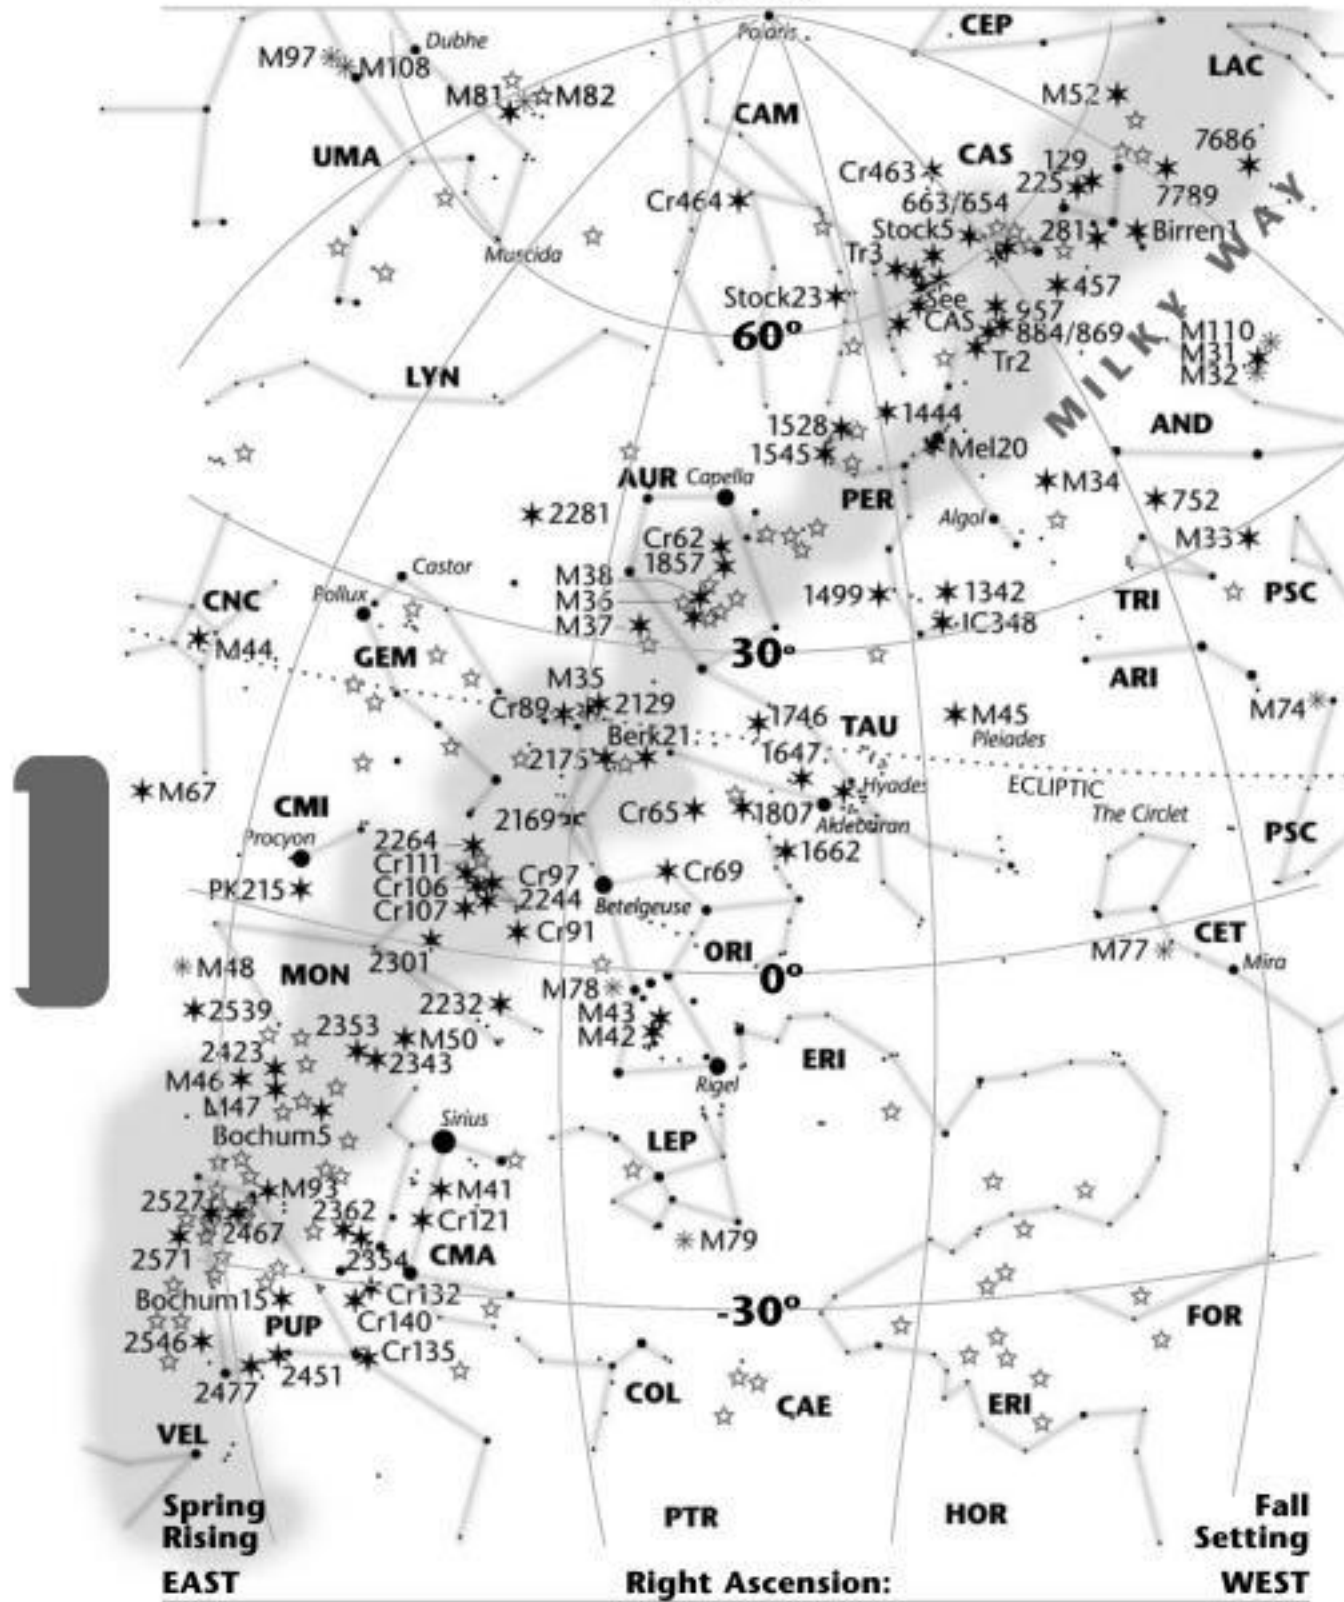 Polaris
CEP
Dubhe
M97
M108
LAC
M81
M82
M52
CAM
UMA
7686
Cr463
CAS
129
225
7789
Cr464
663/654
Stock5
281
Birren1
Muscida
Tr3
MILKY WAY
Stock23
See
CAS
457
957
60°
884/869
M110
M31
M32
Tr2
LYN
1528
1444
AND
1545
Mel20
AUR
Capella
PER
M34
752
2281
Algol
M33
Cr62
1857
Castor
M38
Pollux
M36
1499
1342
CNC
TRI
PSC
M37
IC348
M44
30°
GEM
M35
ARI
Cr89
2129
M74
1746
TAU
M45
Pleiades
Berk21
2175
1647
Hyades
ECLIPTIC
M67
CMI
2169
Cr65
1807
Aldebaran
The Circlet
PSC
Procyon
2264
1662
Cr111
Cr97
Cr69
PK215
Cr106
2244
Cr107
Betelgeuse
Cr91
ORI
CET
M77
2301
Mira
M48
MON
0°
M78
2539
2232
M43
M42
2353
M50
2423
2343
ERI
M46
Rigel
M47
Sirius
Bochum5
LEP
M93
M41
2527
2362
Cr121
2467
M79
2571
2354
CMA
Bochum15
Cr132
-30°
FOR
PUP
Cr140
2546
Cr135
2451
2477
COL
CAE
ERI
VEL
Spring
Rising
PTR
HOR
Fall
Setting
EAST
Right Ascension:
WEST